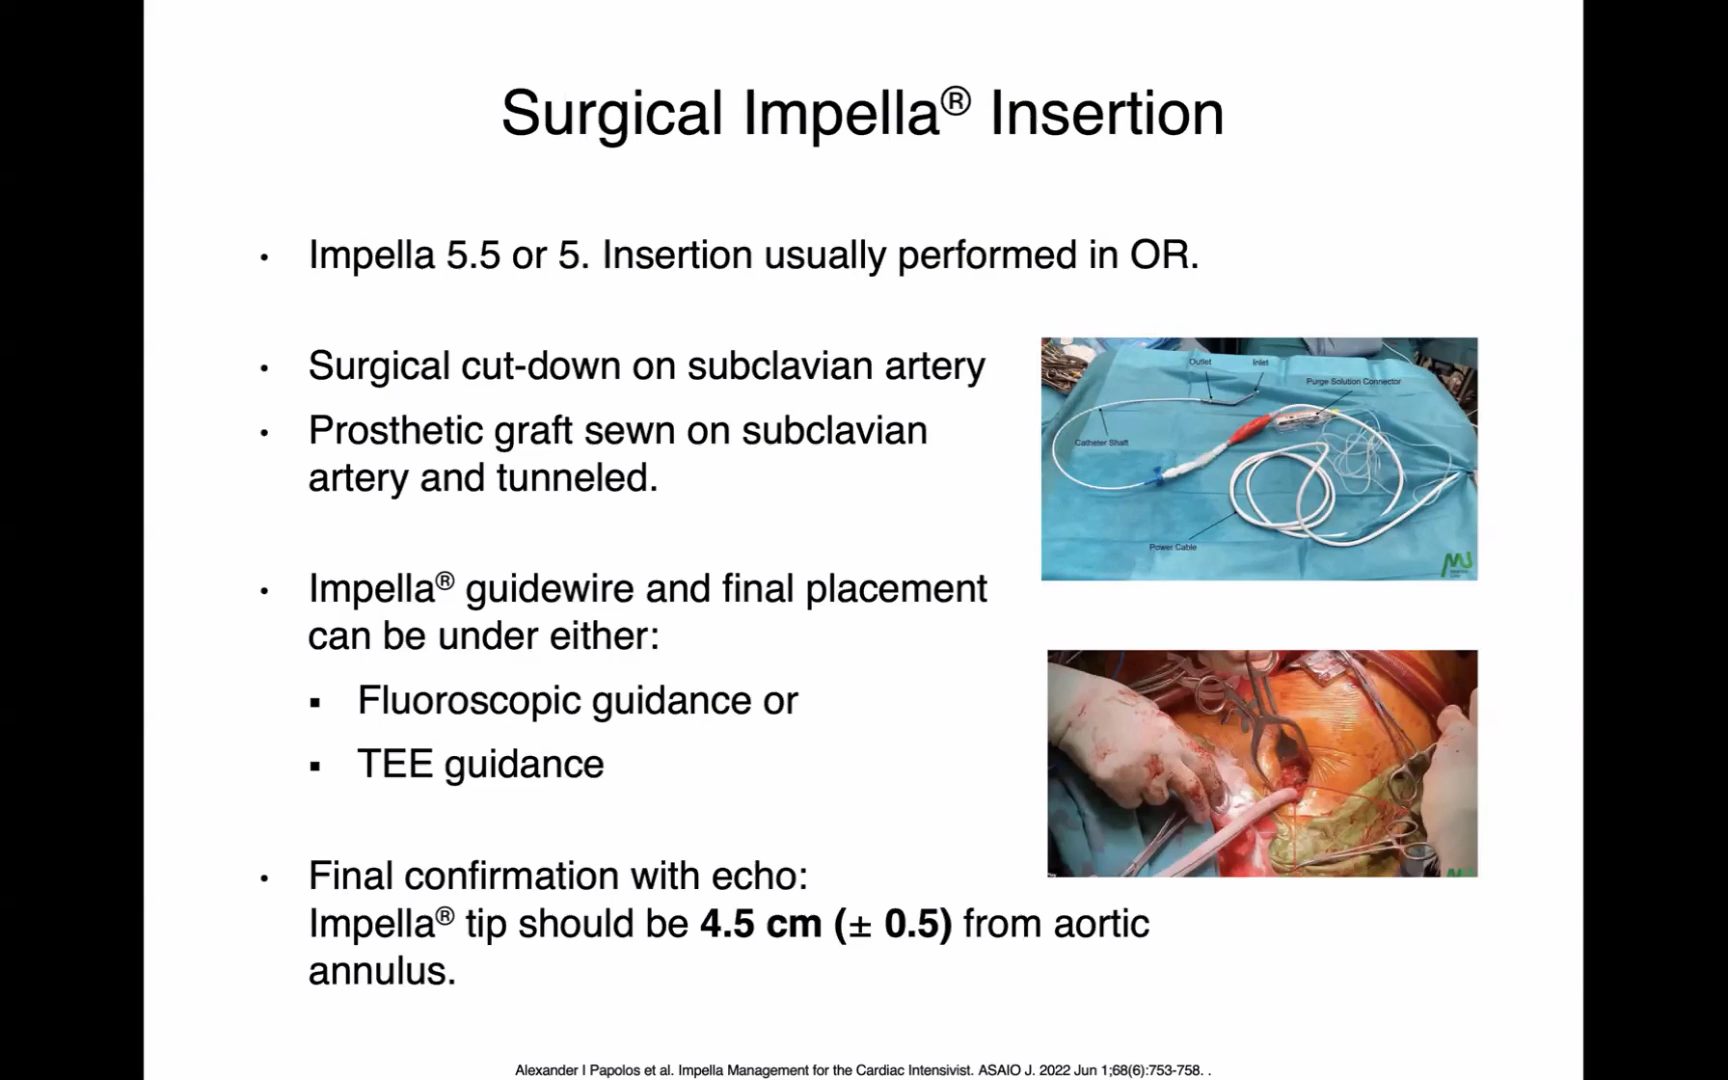 Surgical Impella® Insertion
• Impella 5.5 or 5. Insertion usually performed in OR.
• Surgical cut-down on subclavian artery
• Prosthetic graft sewn on subclavian
artery and tunneled.
Outlet
Inlet
Purge Solution Connector
Catheter Shaft
Power Cable
• Impella® guidewire and final placement
can be under either:
▪ Fluoroscopic guidance or
▪ TEE guidance
• Final confirmation with echo:
Impella® tip should be 4.5 cm (± 0.5) from aortic
annulus.
Alexander I Papolos et al. Impella Management for the Cardiac Intensivist. ASAIO J. 2022 Jun 1;68(6):753-758. .